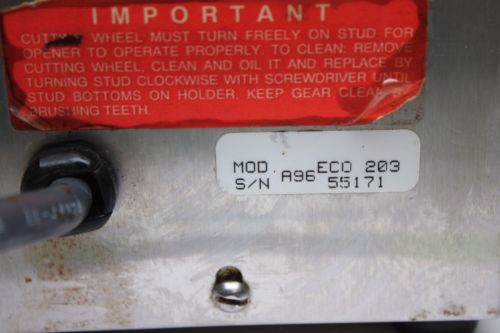 IMPORTANT
WHEEL MUST TURN FREELY ON STUD FOR
OPENER TO OPERATE PROPERLY. TO CLEAN: REMOVE
CUTTING WHEEL, CLEAN AND OIL IT AND REPLACE BY
TURNING STUD CLOCKWISE WITH SCREWDRIVER UNTIL
STUD BOTTOMS ON HOLDER. KEEP GEAR CLEAN BY
BRUSHING TEETH.
MOD. ECO 203
S/N A96 55171